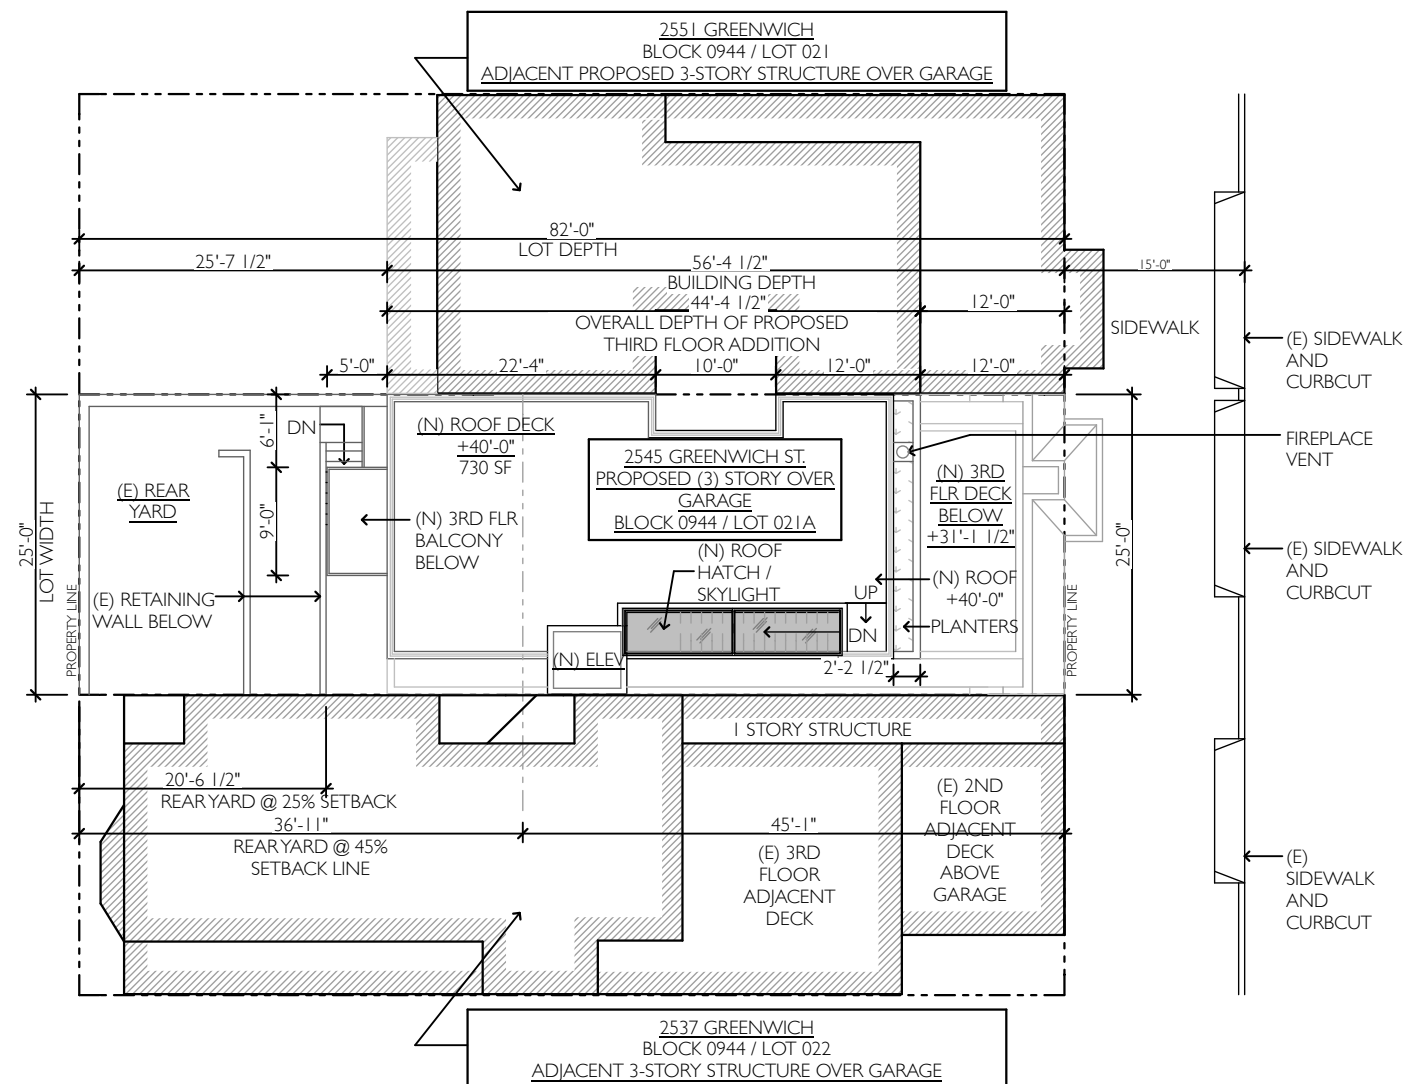 2551 GREENWICH
BLOCK 0944 / LOT 021
ADJACENT PROPOSED 3-STORY STRUCTURE OVER GARAGE
82'-0"
LOT DEPTH
25'-7 1/2"
56'-4 1/2"
BUILDING DEPTH
15'-0"
44'-4 1/2"
12'-0"
OVERALL DEPTH OF PROPOSED
THIRD FLOOR ADDITION
SIDEWALK
(E) SIDEWALK
AND
CURBCUT
5'-0"
22'-4"
10'-0"
12'-0"
12'-0"
25'-0"
LOT WIDTH
PROPERTY LINE
6'-1"
DN
9'-0"
(E) REAR
YARD
(E) RETAINING
WALL BELOW
(N) ROOF DECK
+40'-0"
730 SF
(N) 3RD FLR
BALCONY
BELOW
2545 GREENWICH ST.
PROPOSED (3) STORY OVER
GARAGE
BLOCK 0944 / LOT 021A
(N) ROOF
HATCH /
SKYLIGHT
(N) ELEV
UP
DN
(N) ROOF
+40'-0"
PLANTERS
2'-2 1/2"
(N) 3RD
FLR DECK
BELOW
+31'-1 1/2"
PROPERTY LINE
25'-0"
FIREPLACE
VENT
(E) SIDEWALK
AND
CURBCUT
1 STORY STRUCTURE
20'-6 1/2"
REAR YARD @ 25% SETBACK
36'-11"
REAR YARD @ 45%
SETBACK LINE
45'-1"
(E) 3RD
FLOOR
ADJACENT
DECK
(E) 2ND
FLOOR
ADJACENT
DECK
ABOVE
GARAGE
(E)
SIDEWALK
AND
CURBCUT
2537 GREENWICH
BLOCK 0944 / LOT 022
ADJACENT 3-STORY STRUCTURE OVER GARAGE